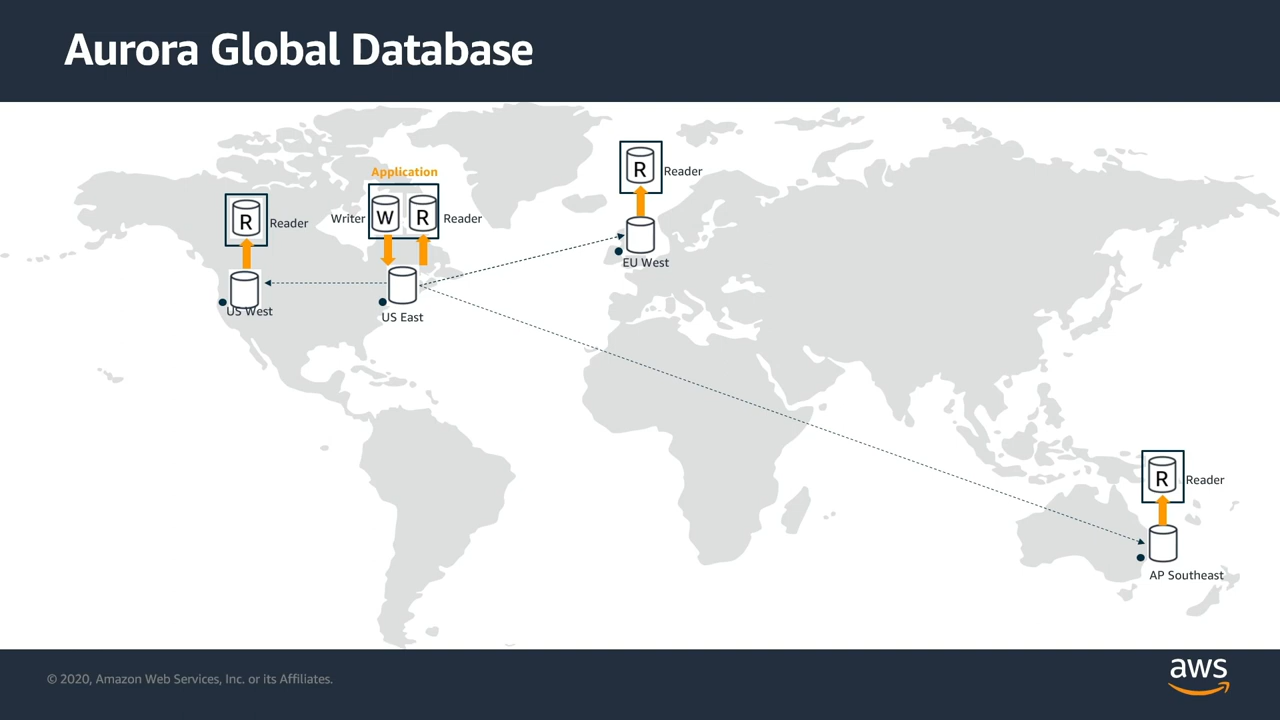 Aurora Global Database
Application
R
Reader
Writer
W
R
Reader
R
Reader
US West
US East
EU West
R
Reader
AP Southeast
© 2020, Amazon Web Services, Inc. or its Affiliates.
aws